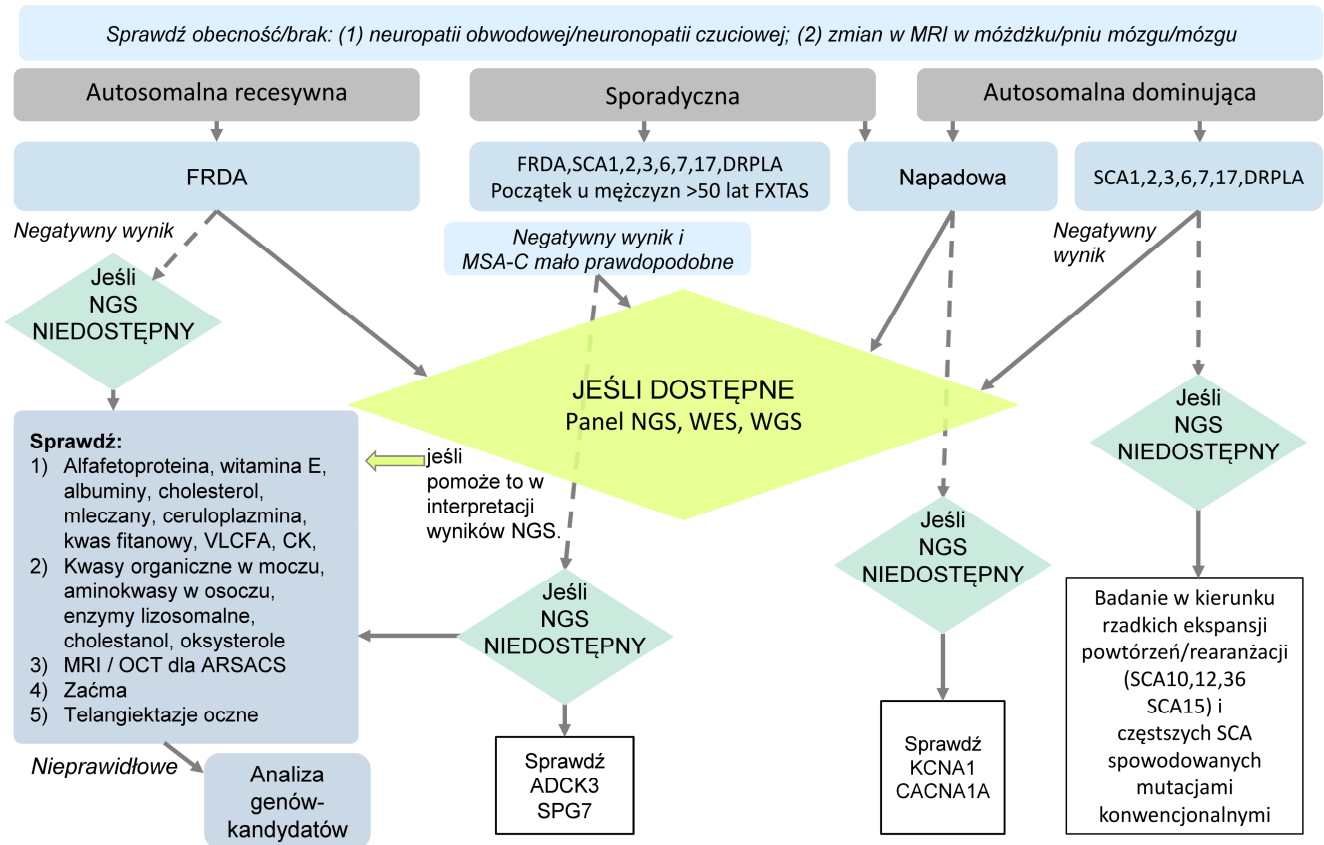 Sprawdź obecność/brak: (1) neuropatii obwodowej/neuronopatii czuciowej; (2) zmian w MRI w móżdżku/pniu mózgu/mózgu
Autosomalna recesywna
Sporadyczna
Autosomalna dominująca
FRDA
FRDA,SCA1,2,3,6,7,17,DRPLA
Początek u mężczyzn >50 lat FXTAS
Napadowa
SCA1,2,3,6,7,17,DRPLA
Negatywny wynik
Negatywny wynik i
MSA-C mało prawdopodobne
Negatywny
wynik
Jeśli
NGS
NIEDOSTĘPNY
JEŚLI DOSTĘPNE
Panel NGS, WES, WGS
Jeśli
NGS
NIEDOSTĘPNY
Sprawdź:
1) Alfafetoproteina, witamina E,
albuminy, cholesterol,
mleczany, ceruloplazmina,
kwas fitanowy, VLCFA, CK,
2) Kwasy organiczne w moczu,
aminokwasy w osoczu,
enzymy lizosomalne,
cholestanol, oksysterole
3) MRI / OCT dla ARSACS
4) Zaćma
5) Telangiektazje oczne
jeśli
pomoże to w
interpretacji
wyników NGS.
Jeśli
NGS
NIEDOSTĘPNY
Jeśli
NGS
NIEDOSTĘPNY
Nieprawidłowe
Analiza
genów-
kandydatów
Sprawdź
ADCK3
SPG7
Sprawdź
KCNA1
CACNA1A
Badanie w kierunku
rzadkich ekspansji
powtórzeń/rearanżacji
(SCA10,12,36
SCA15) i
częstszych SCA
spowodowanych
mutacjami
konwencjonalnymi